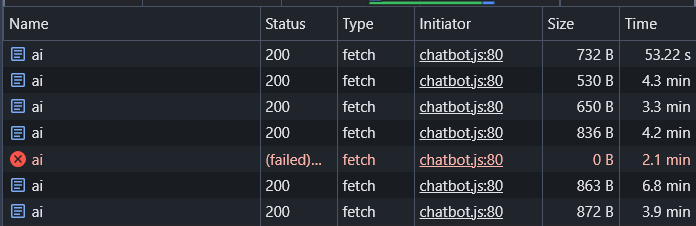 Name Status Type Initiator Size Time
ai 200 fetch chatbot.js:80 732 B 53.22 s
ai 200 fetch chatbot.js:80 530 B 4.3 min
ai 200 fetch chatbot.js:80 650 B 3.3 min
ai 200 fetch chatbot.js:80 836 B 4.2 min
ai (failed)... fetch chatbot.js:80 0 B 2.1 min
ai 200 fetch chatbot.js:80 863 B 6.8 min
ai 200 fetch chatbot.js:80 872 B 3.9 min